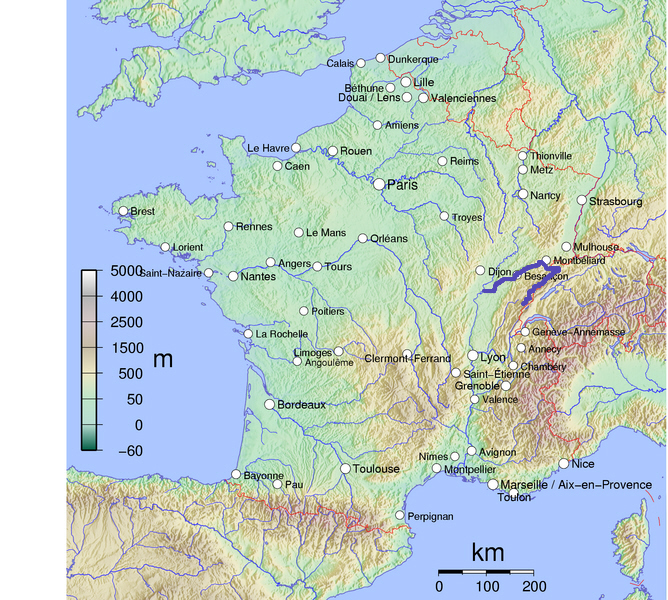 Calais
Dunkerque
Lille
Béthune
Douai / Lens
Valenciennes
Amiens
Le Havre
Rouen
Caen
Reims
Thionville
Metz
Paris
Nancy
Strasbourg
Brest
Troyes
Rennes
Le Mans
Orléans
Lorient
Mulhouse
Angers
Tours
Montbéliard
Dijon
Besançon
5000
Saint-Nazaire
Nantes
4000
2500
Poitiers
1500
La Rochelle
Genève-Annemasse
m
Limoges
Clermont-Ferrand
Lyon
Annecy
Angoulême
Chambéry
500
Saint-Étienne
Grenoble
50
Valence
Bordeaux
0
-60
Avignon
Nîmes
Nice
Toulouse
Montpellier
Bayonne
Pau
Marseille / Aix-en-Provence
Toulon
Perpignan
km
0 100 200